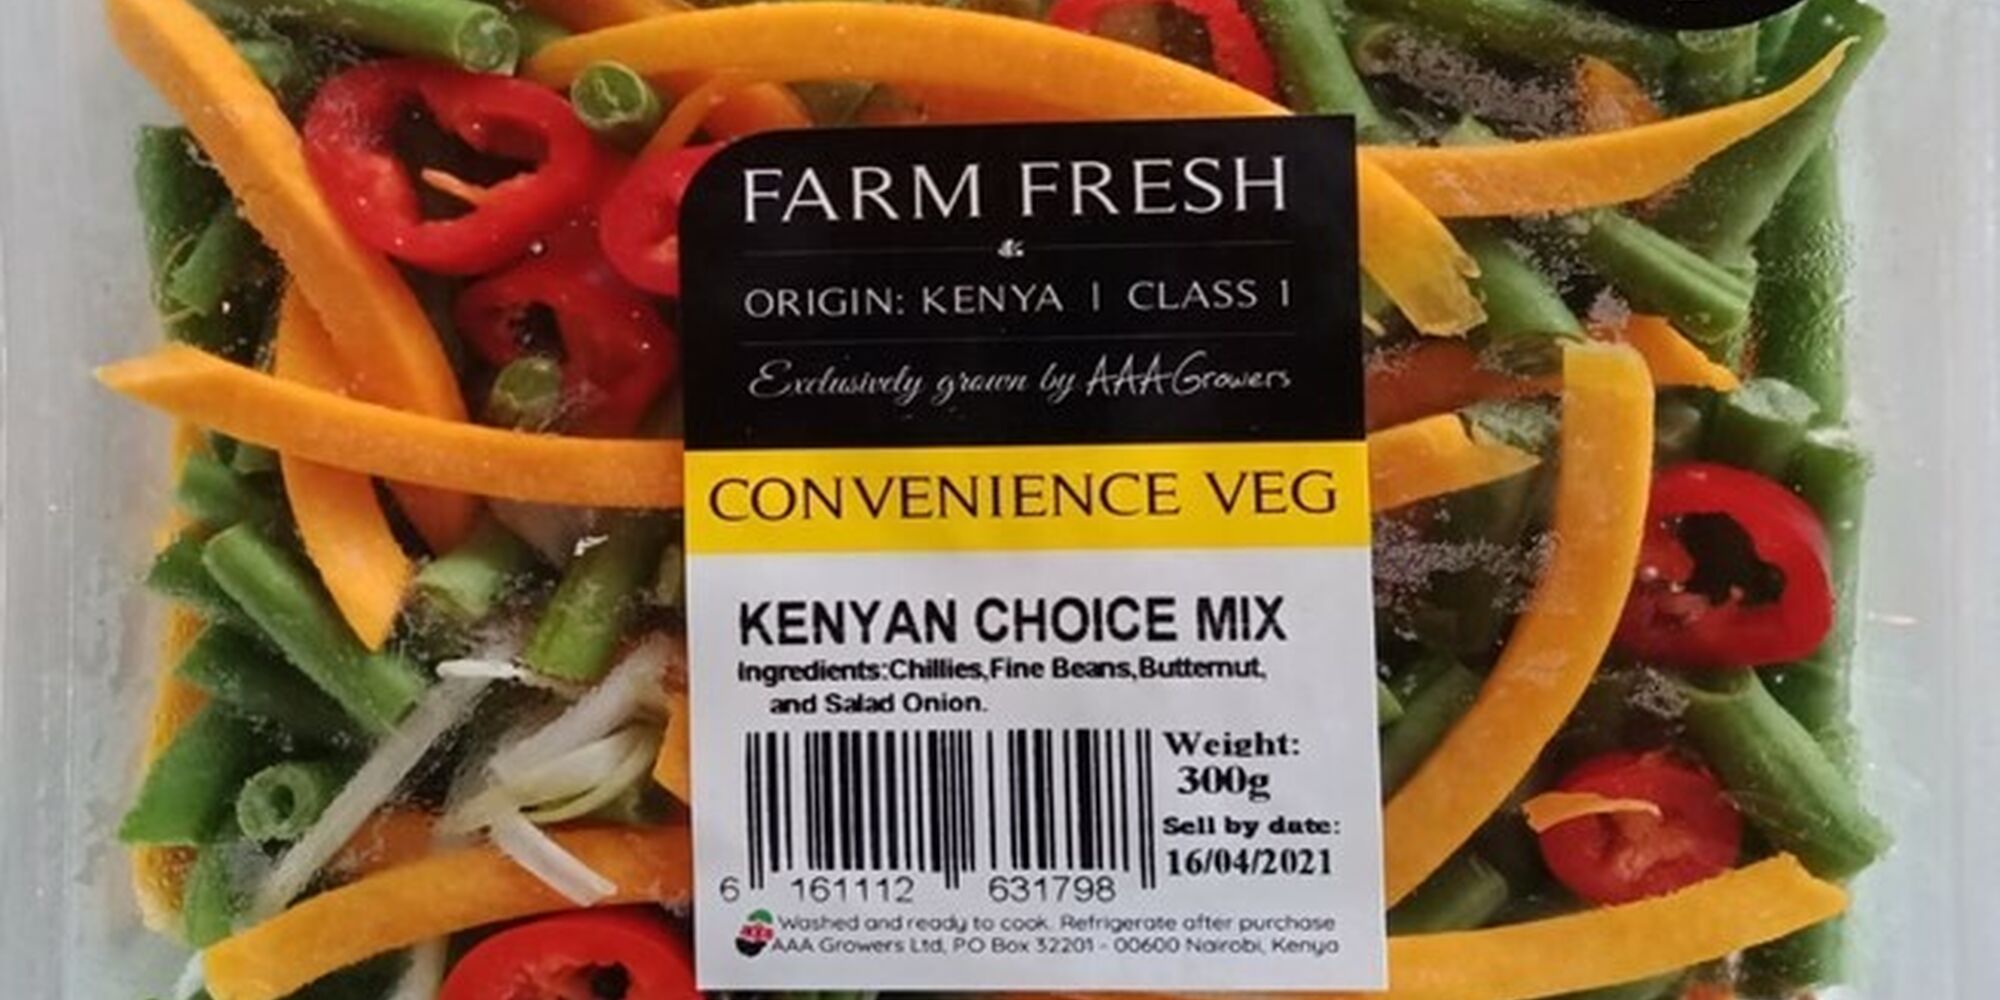 FARM FRESH
&
ORIGIN: KENYA | CLASS 1
Exclusively grown by AAAGrowers
CONVENIENCE VEG
KENYAN CHOICE MIX
Ingredients:Chillies,Fine Beans,Butternut,
and Salad Onion.
Weight:
300g
Sell by date:
16/04/2021
6 161112 631798
Washed and ready to cook. Refrigerate after purchase
AAA Growers Ltd, PO Box 32201 - 00600 Nairobi, Kenya